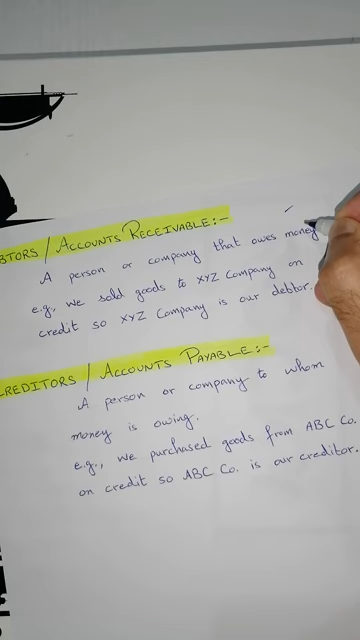 BTORS / ACCOUNTS RECEIVABLE:-
A person or company that owes money
e.g., we sold goods to XYZ Company on
credit so XYZ Company is our debtor.
CREDITORS / ACCOUNTS PAYABLE:-
A person or company to whom
money is owing.
e.g., we purchased goods from ABC Co.
on credit so ABC Co. is our creditor.